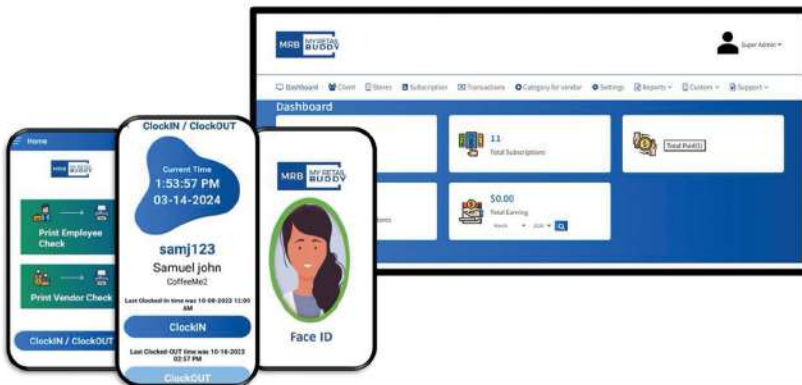 MRB MY RETAIL
BUDDY
Super Admin
Dashboard Client Stores Subscription Transactions Category for vendor Settings Reports Custom Support
Dashboard
11
Total Subscriptions
Total Paid(1)
$0.00
Total Earning
March 2024
Home
MRB MY RETAIL
BUDDY
Print Employee
Check
Print Vendor Check
ClockIN / ClockOUT
ClockIN / ClockOUT
Current Time
1:53:57 PM
03-14-2024
samj123
Samuel john
CoffeeMe2
Last Clocked-in time was 10-08-2023 12:00
AM
ClockIN
Last Clocked-OUT time was 10-16-2023
02:57 PM
ClockOUT
MRB MY RETAIL
BUDDY
Face ID